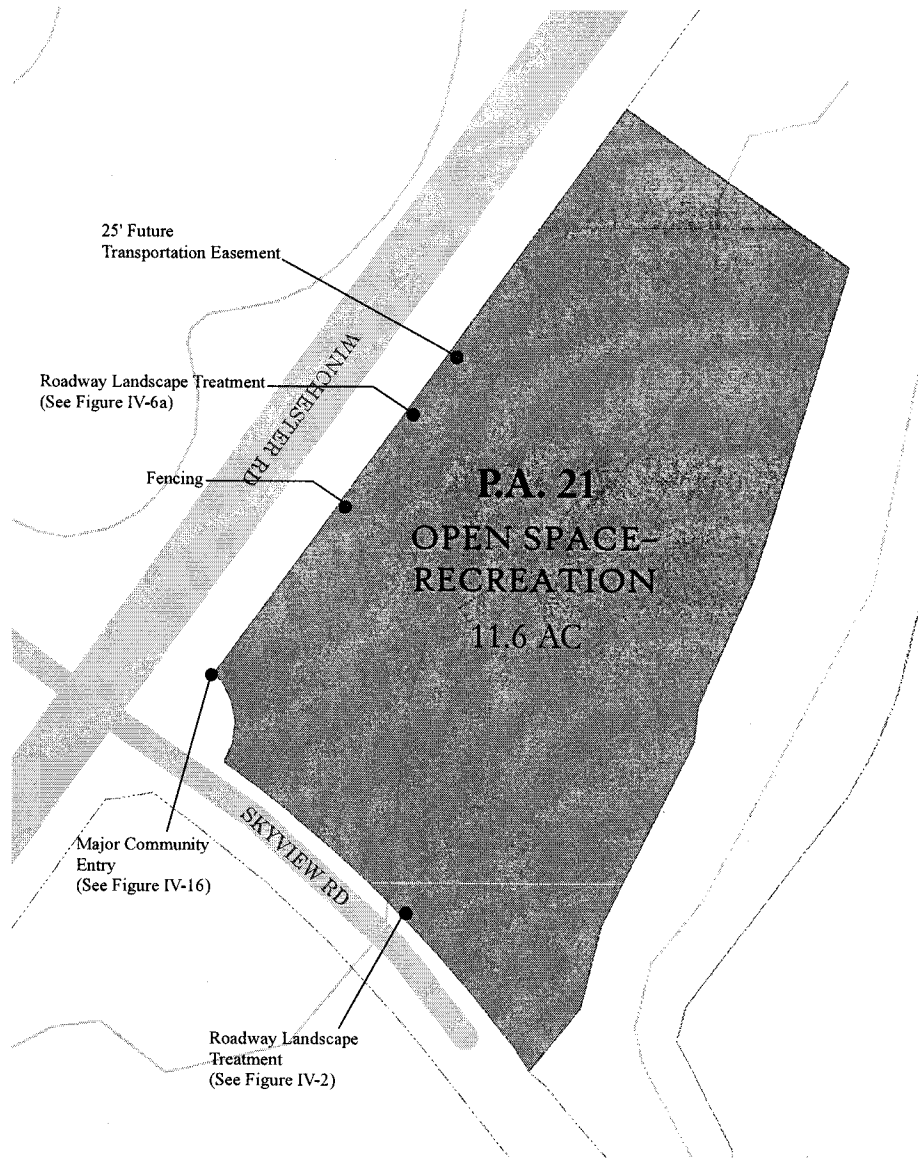 25' Future
Transportation Easement
WINCHESTER RD
Roadway Landscape Treatment
(See Figure IV-6a)
Fencing
P.A. 21
OPEN SPACE-
RECREATION
11.6 AC
Major Community
Entry
(See Figure IV-16)
SKYVIEW RD
Roadway Landscape
Treatment
(See Figure IV-2)